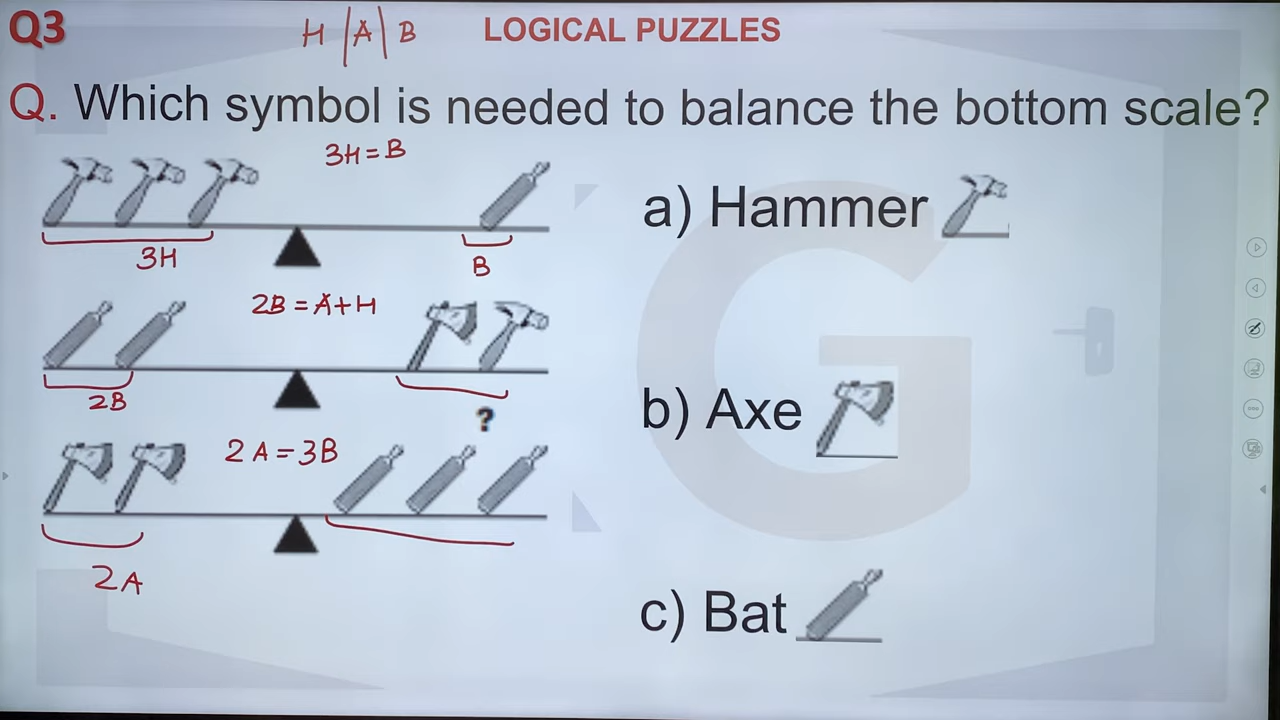 Q3
H | A | B
LOGICAL PUZZLES
Q. Which symbol is needed to balance the bottom scale?
3H = B
3H
B
a) Hammer
2B = A + H
2B
?
b) Axe
2A = 3B
2A
c) Bat
G